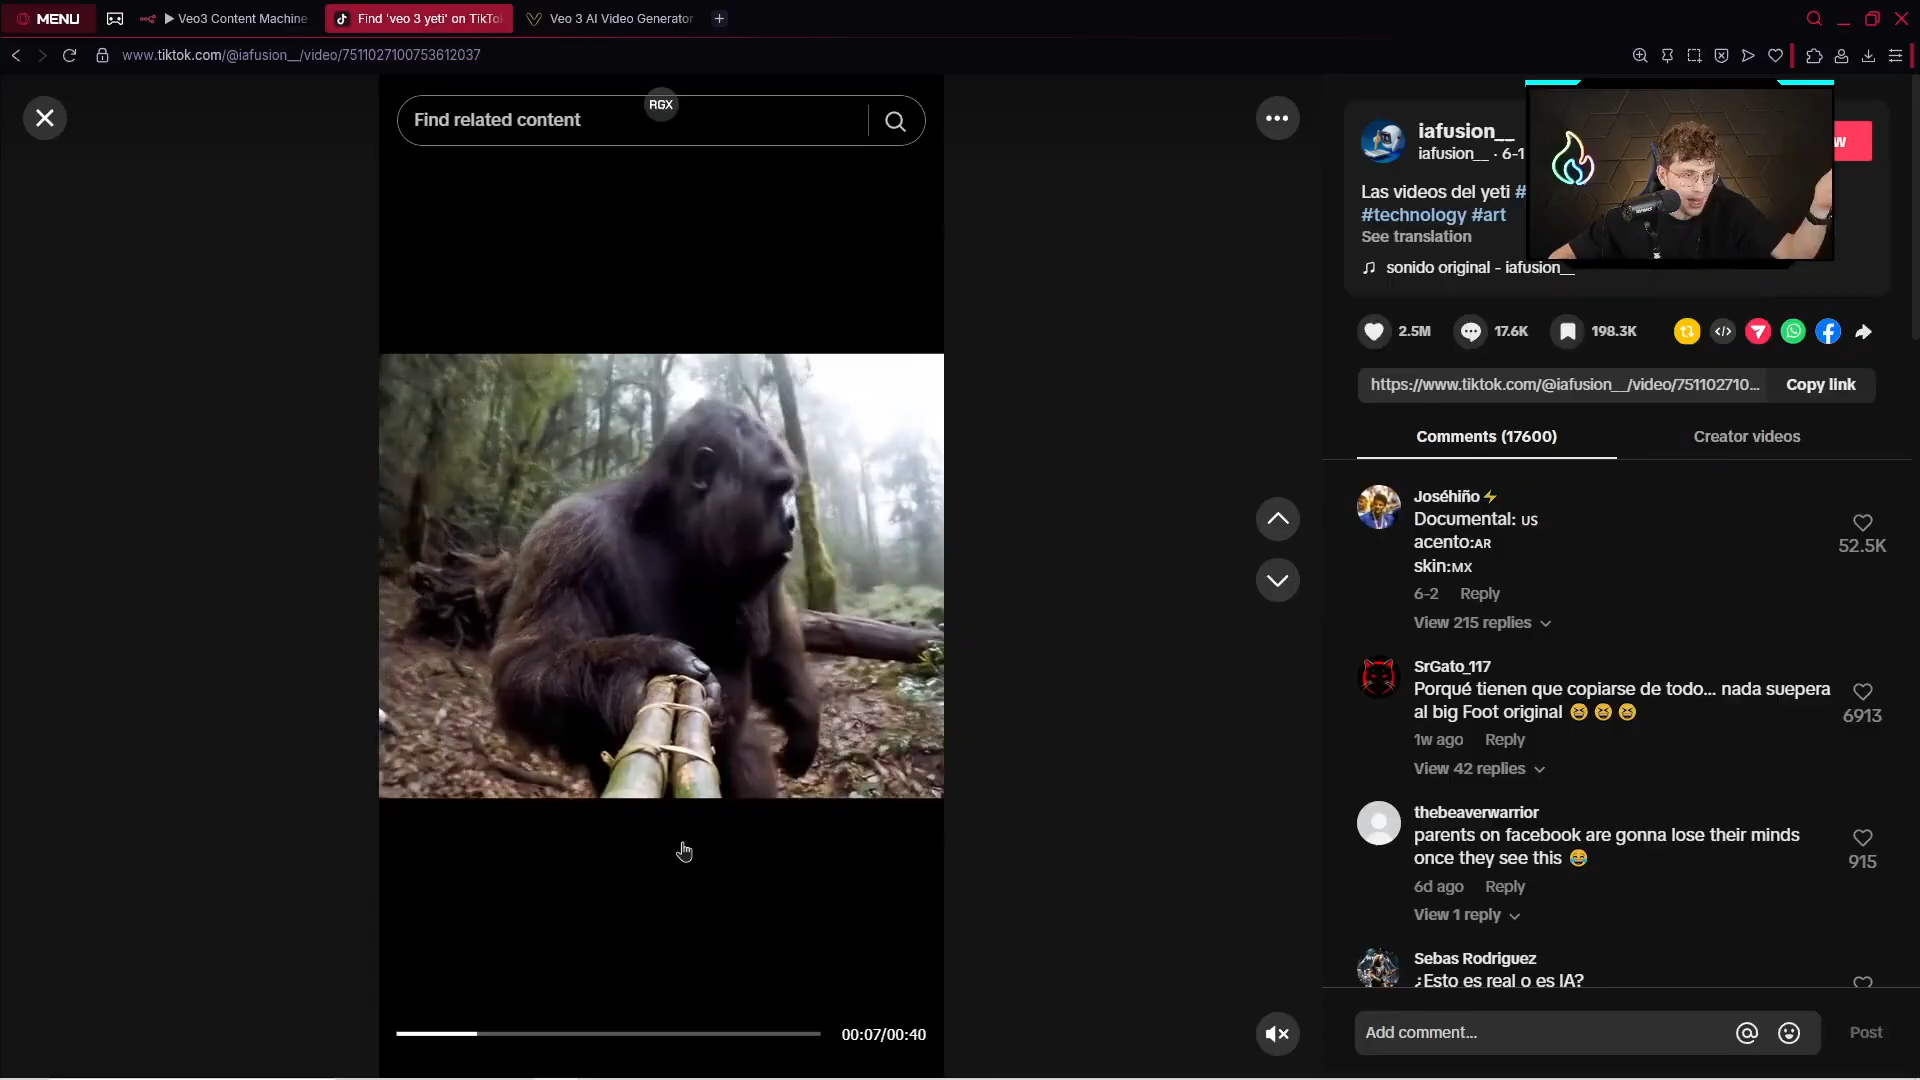 MENU
▶ Veo3 Content Machine
Find 'veo 3 yeti' on TikTo
Veo 3 AI Video Generator
www.tiktok.com/@iafusion__/video/7511027100753612037
RGX
Find related content
iafusion__
iafusion__ · 6-1
Las videos del yeti #
#technology #art
See translation
sonido original - iafusion__
2.5M
17.6K
198.3K
https://www.tiktok.com/@iafusion__/video/751102710...
Copy link
Comments (17600)
Creator videos
Joséhiño⚡
Documental: US
acento:AR
skin:MX
52.5K
6-2 Reply
View 215 replies
SrGato_117
Porqué tienen que copiarse de todo... nada suepera
al big Foot original 😆 😆 😆
6913
1w ago Reply
View 42 replies
thebeaverwarrior
parents on facebook are gonna lose their minds
once they see this 😂
915
6d ago Reply
View 1 reply
Sebas Rodriguez
¿Esto es real o es IA?
00:07/00:40
Add comment...
Post